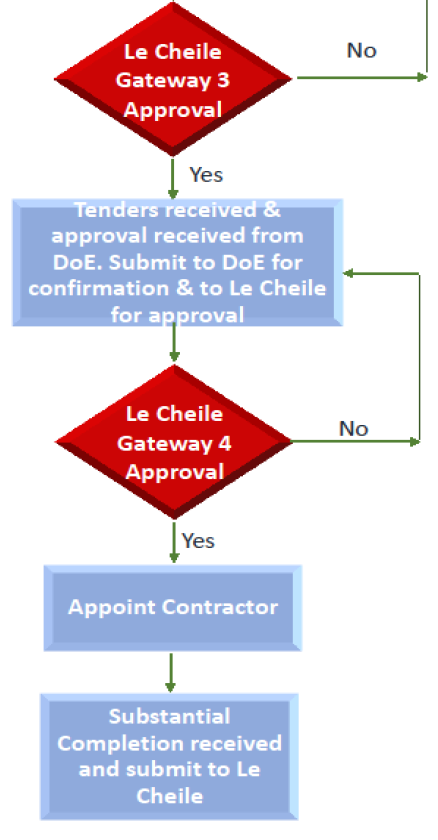 Le Cheile
Gateway 3
Approval
No
Yes
Tenders received &
approval received from
DoE. Submit to DoE for
confirmation & to Le Cheile
for approval
Le Cheile
Gateway 4
Approval
No
Yes
Appoint Contractor
Substantial
Completion received
and submit to Le
Cheile